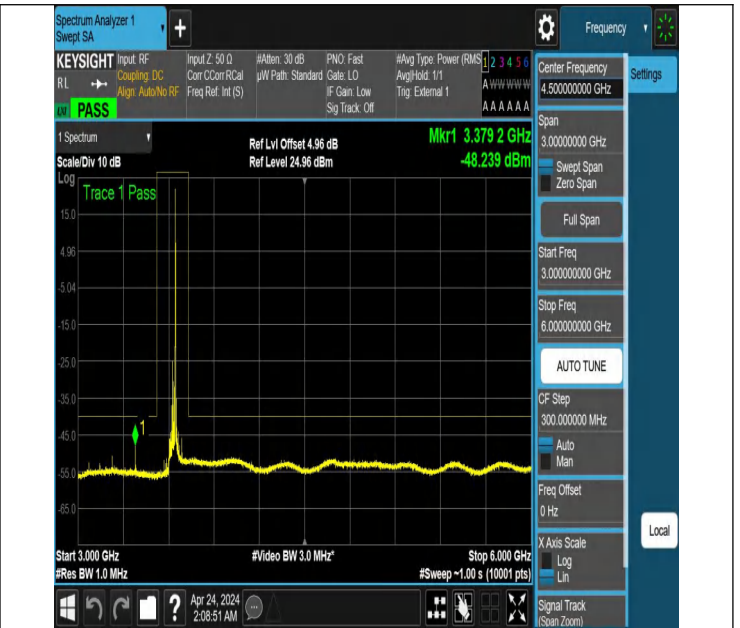 Spectrum Analyzer 1
Swept SA
+
Frequency
KEYSIGHT
Input: RF
Coupling: DC
Align: Auto/No RF
Input Z: 50 Ω
Corr CCorr RCal
Freq Ref: Int (S)
#Atten: 30 dB
µW Path: Standard
PNO: Fast
Gate: LO
IF Gain: Low
Sig Track: Off
#Avg Type: Power (RMS
Avg|Hold: 1/1
Trig: External 1
1 2 3 4 5 6
A W W W W W
A A A A A A
R L
PASS
Center Frequency
4.500000000 GHz
Settings
Span
3.00000000 GHz
Swept Span
Zero Span
Full Span
Start Freq
3.000000000 GHz
Stop Freq
6.000000000 GHz
AUTO TUNE
CF Step
300.000000 MHz
Auto
Man
Freq Offset
0 Hz
X Axis Scale
Log
Lin
Local
Signal Track
(Span Zoom)
1 Spectrum
Scale/Div 10 dB
Log
Ref Lvl Offset 4.96 dB
Ref Level 24.96 dBm
Mkr1 3.379 2 GHz
-48.239 dBm
Trace 1 Pass
15.0
4.96
-5.04
-15.0
-25.0
-35.0
-45.0
-55.0
-65.0
1
Start 3.000 GHz
#Res BW 1.0 MHz
#Video BW 3.0 MHz*
Stop 6.000 GHz
#Sweep ~1.00 s (10001 pts)
?
Apr 24, 2024
2:08:51 AM